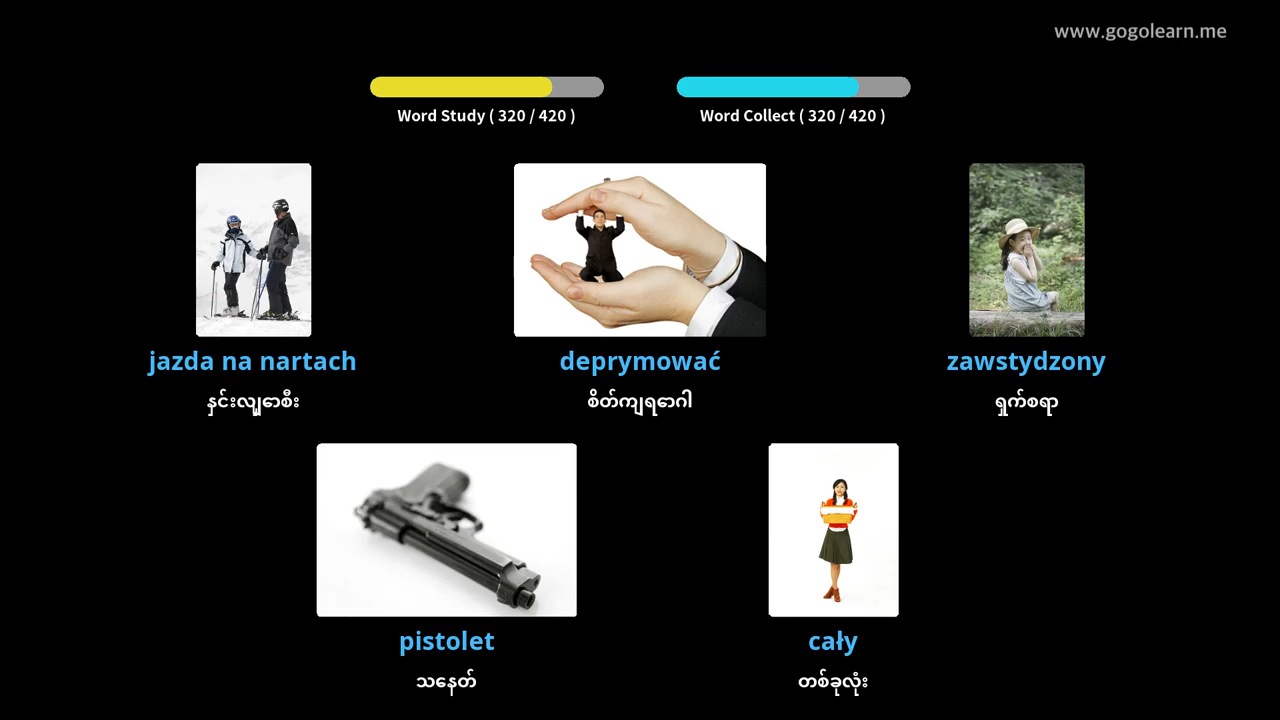 www.gogolearn.me
Word Study ( 320 / 420 )
Word Collect ( 320 / 420 )
jazda na nartach
deprymować
zawstydzony
နှင်းလျှောစီး
စိတ်ကျရောဂါ
ရှက်စရာ
pistolet
cały
သေနတ်
တစ်ခုလုံး